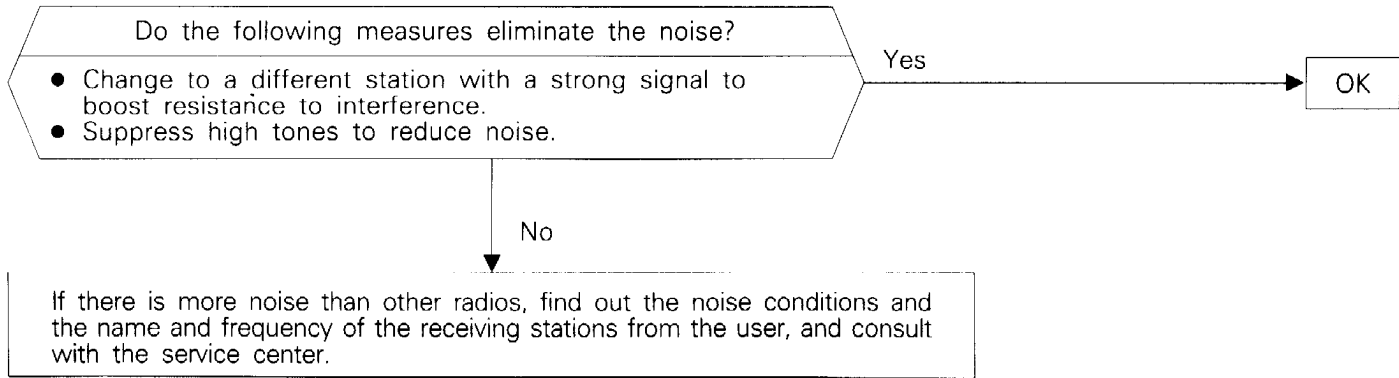 Do the following measures eliminate the noise?
● Change to a different station with a strong signal to
boost resistance to interference.
● Suppress high tones to reduce noise.
Yes
OK
No
If there is more noise than other radios, find out the noise conditions and
the name and frequency of the receiving stations from the user, and consult
with the service center.